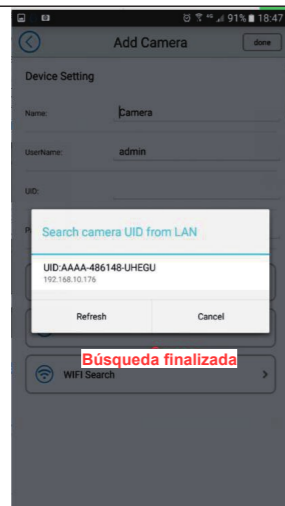 91% 18:47
Add Camera
done
Device Setting
Name:
Camera
UserName:
admin
UID:
Search camera UID from LAN
UID:AAAA-486148-UHEGU
192.168.10.176
Refresh
Cancel
Búsqueda finalizada
WIFI Search